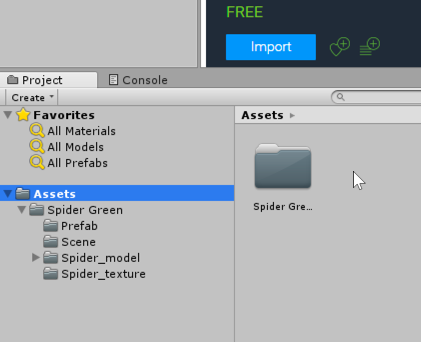 FREE
Import
Project
Console
Create
Favorites
All Materials
All Models
All Prefabs
Assets
Spider Green
Prefab
Scene
Spider_model
Spider_texture
Assets
Spider Gre...